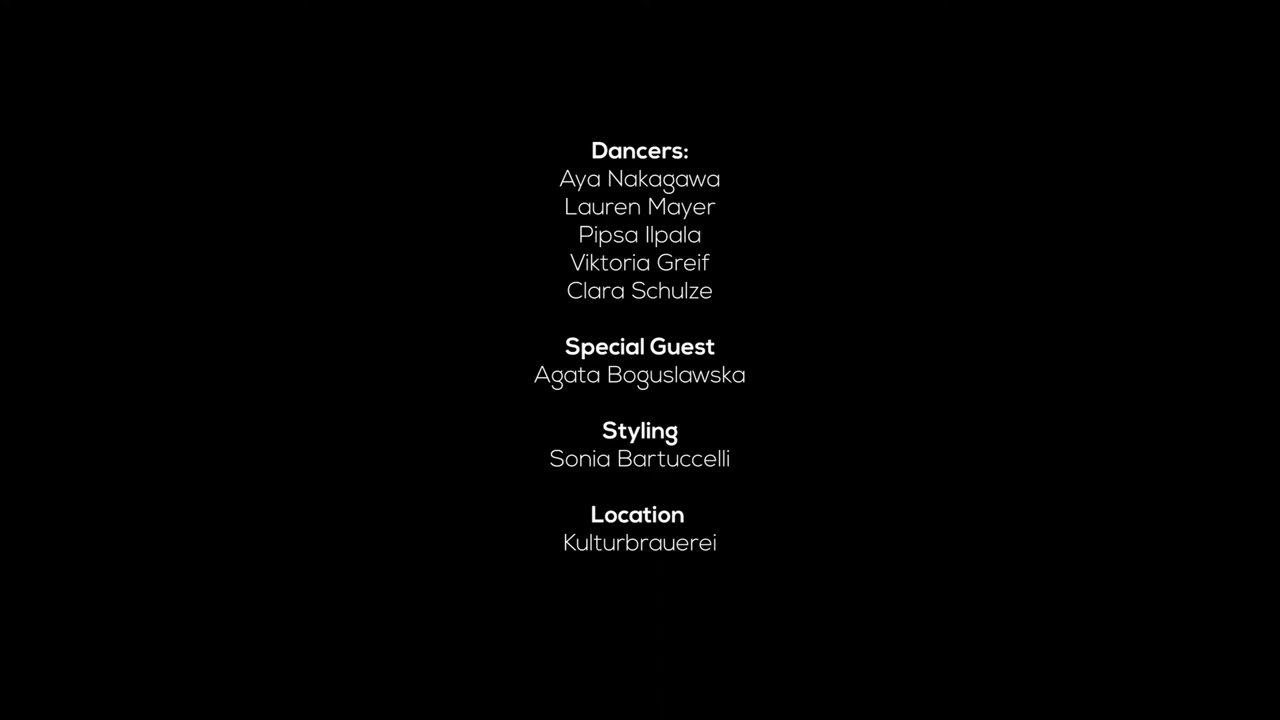 Dancers:
Aya Nakagawa
Lauren Mayer
Pipsa Ilpala
Viktoria Greif
Clara Schulze
Special Guest
Agata Boguslawska
Styling
Sonia Bartuccelli
Location
Kulturbrauerei